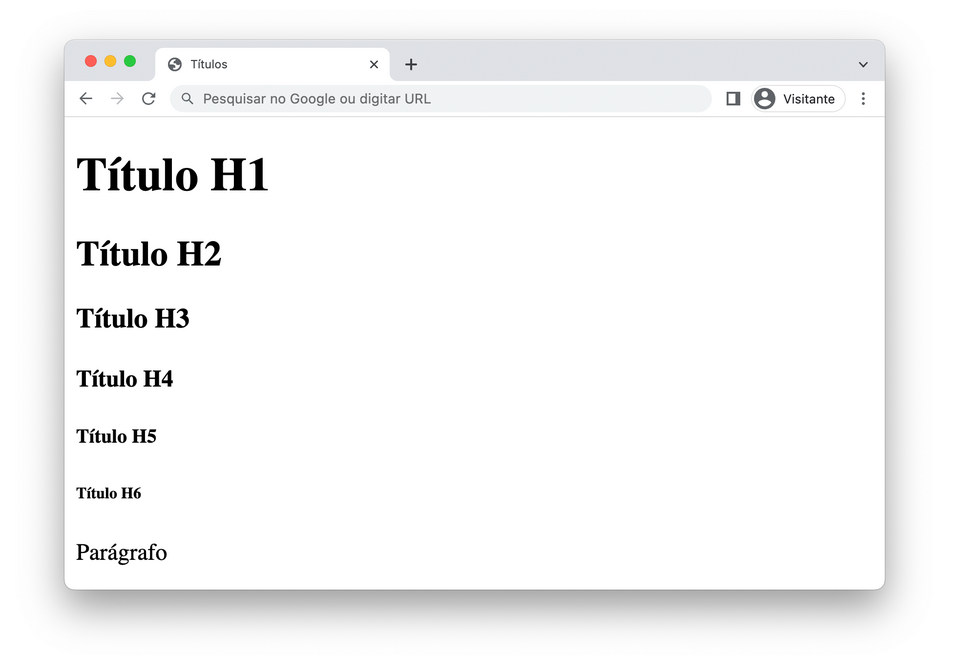 Títulos
Pesquisar no Google ou digitar URL
Visitante
Título H1
Título H2
Título H3
Título H4
Título H5
Título H6
Parágrafo